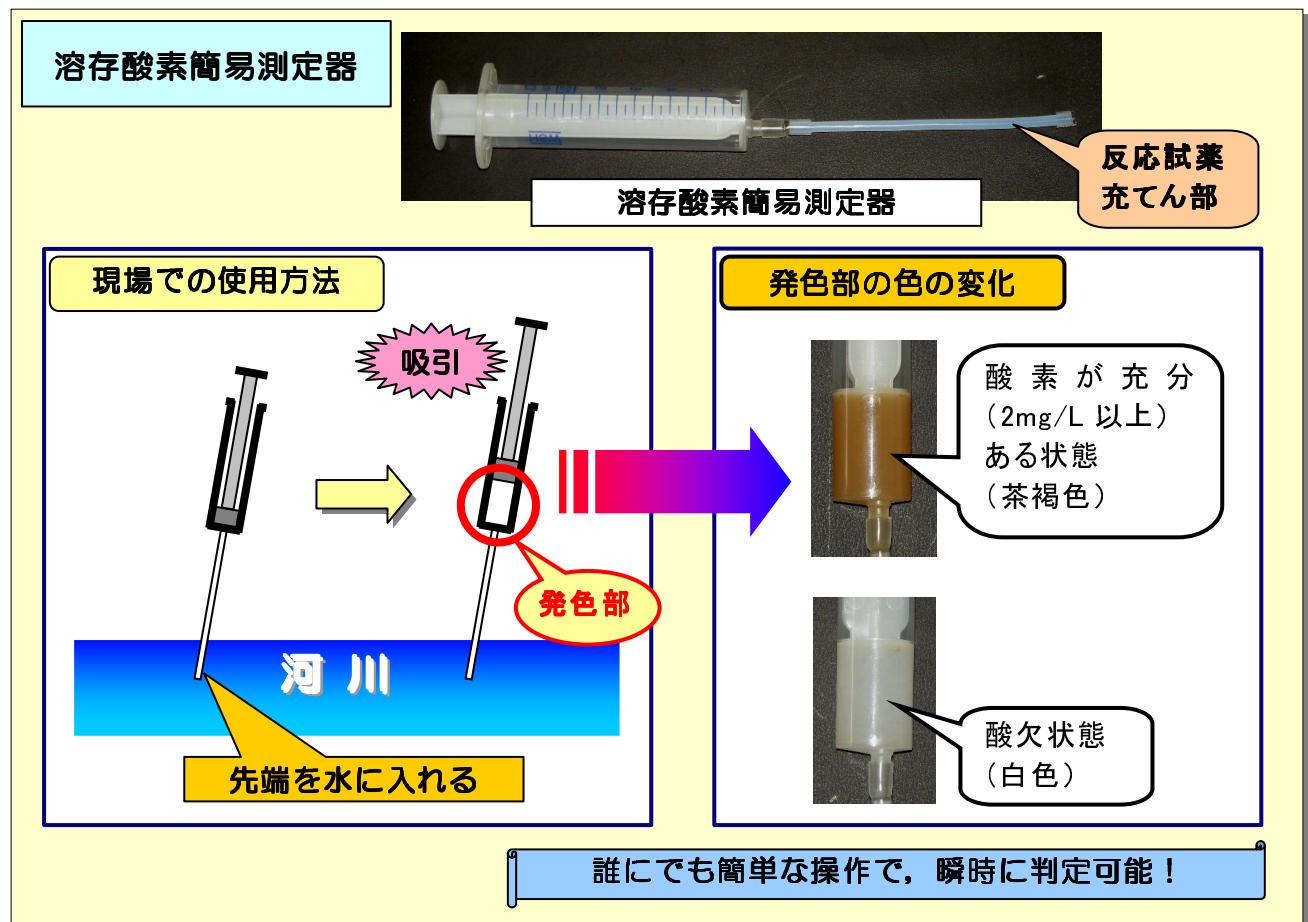 溶存酸素簡易測定器
溶存酸素簡易測定器
反応試薬
充てん部
現場での使用方法
吸引
発色部
河川
先端を水に入れる
発色部の色の変化
酸素が充分
(2mg/L 以上)
ある状態
(茶褐色)
酸欠状態
(白色)
誰にでも簡単な操作で，瞬時に判定可能！